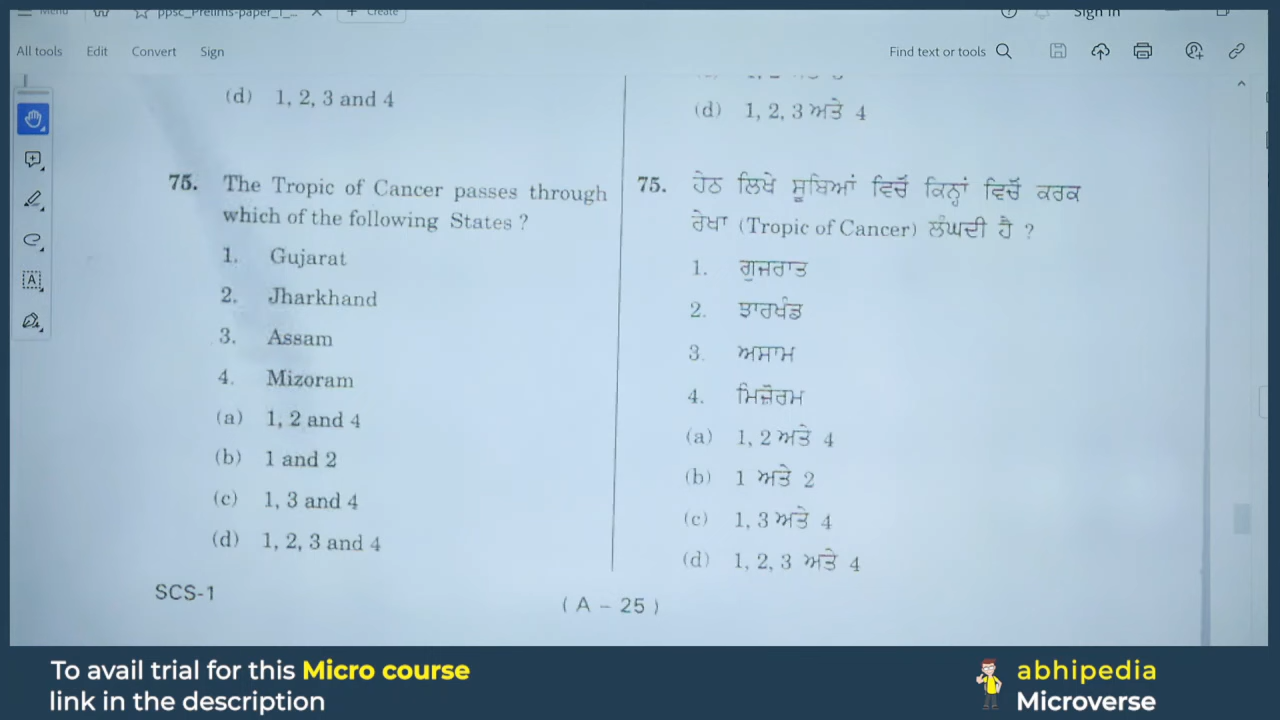 Menu
ppsc_Prelims-paper_I_...
Create
Sign in
All tools
Edit
Convert
Sign
Find text or tools
(d) 1, 2, 3 and 4
75. The Tropic of Cancer passes through
which of the following States ?
1. Gujarat
2. Jharkhand
3. Assam
4. Mizoram
(a) 1, 2 and 4
(b) 1 and 2
(c) 1, 3 and 4
(d) 1, 2, 3 and 4
SCS-1
(d) 1, 2, 3 ਅਤੇ 4
75. ਹੇਠ ਲਿਖੇ ਸੂਬਿਆਂ ਵਿਚੋਂ ਕਿਨ੍ਹਾਂ ਵਿਚੋਂ ਕਰਕ
ਰੇਖਾ (Tropic of Cancer) ਲੰਘਦੀ ਹੈ ?
1. ਗੁਜਰਾਤ
2. ਝਾਰਖੰਡ
3. ਅਸਾਮ
4. ਮਿਜ਼ੋਰਮ
(a) 1, 2 ਅਤੇ 4
(b) 1 ਅਤੇ 2
(c) 1, 3 ਅਤੇ 4
(d) 1, 2, 3 ਅਤੇ 4
( A – 25 )
To avail trial for this Micro course
link in the description
abhipedia
Microverse